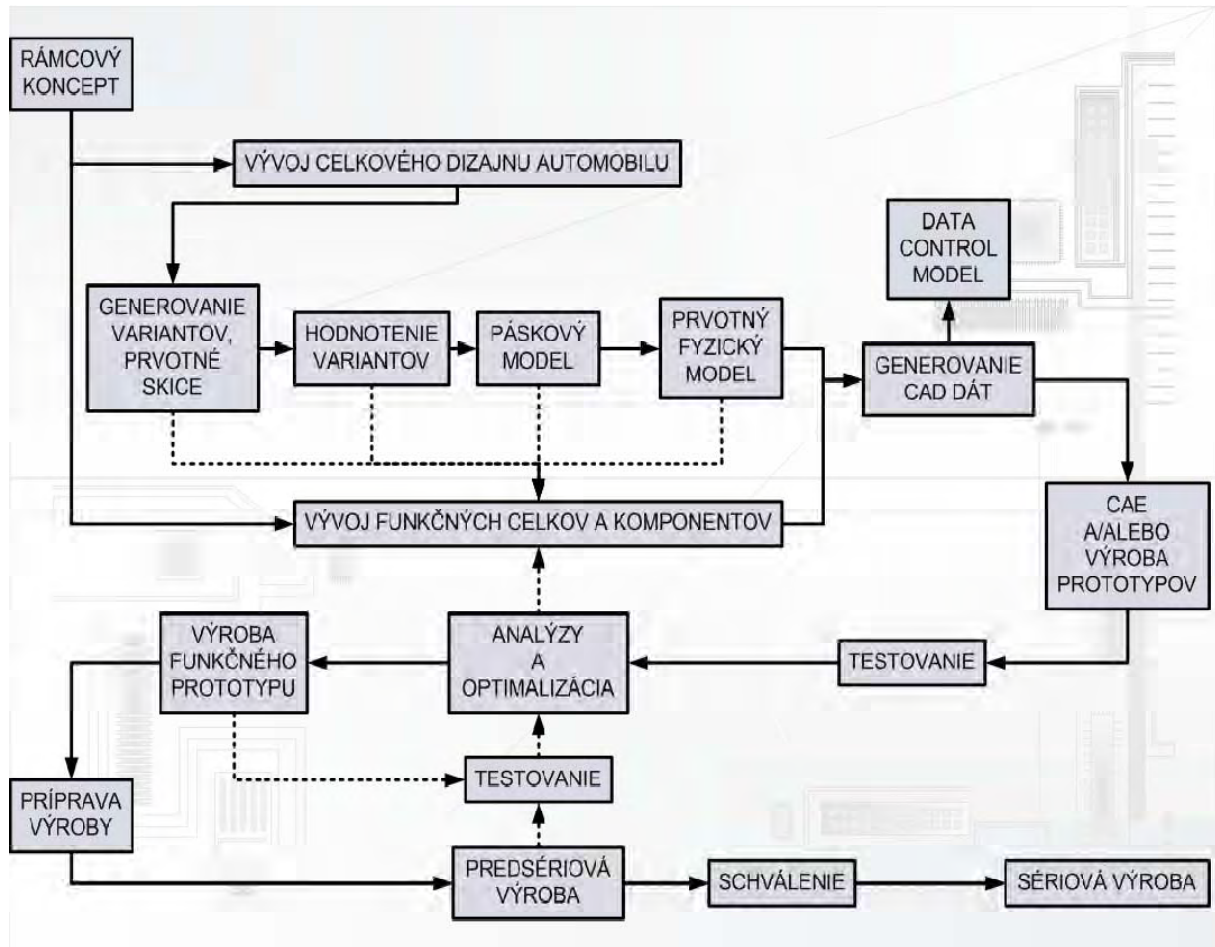 RÁMCOVÝ
KONCEPT
VÝVOJ CELKOVÉHO DIZAJNU AUTOMOBILU
DATA
CONTROL
MODEL
GENEROVANIE
VARIANTOV,
PRVOTNÉ
SKICE
HODNOTENIE
VARIANTOV
PÁSKOVÝ
MODEL
PRVOTNÝ
FYZICKÝ
MODEL
GENEROVANIE
CAD DÁT
VÝVOJ FUNKČNÝCH CELKOV A KOMPONENTOV
CAE
A/ALEBO
VÝROBA
PROTOTYPOV
VÝROBA
FUNKČNÉHO
PROTOTYPU
ANALÝZY
A
OPTIMALIZÁCIA
TESTOVANIE
TESTOVANIE
PRÍPRAVA
VÝROBY
PREDSÉRIOVÁ
VÝROBA
SCHVÁLENIE
SÉRIOVÁ VÝROBA